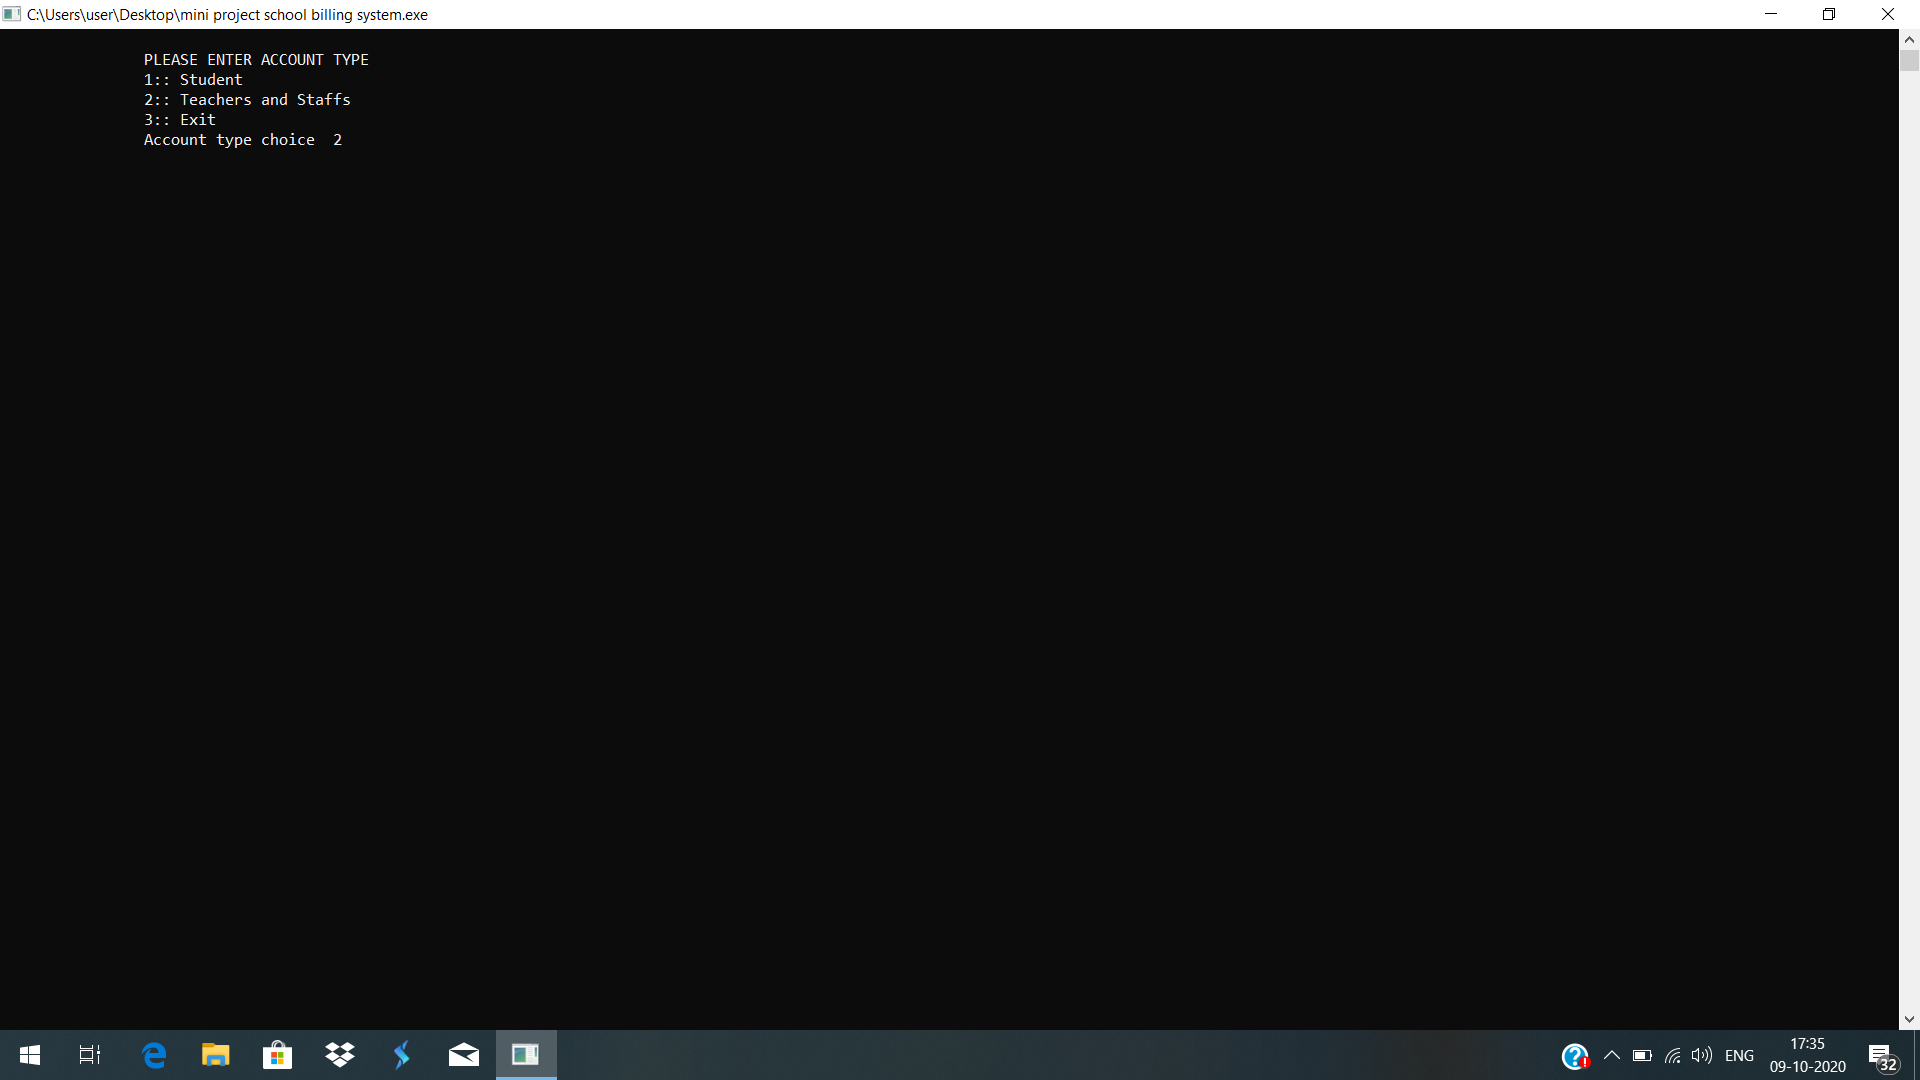 C:\Users\user\Desktop\mini project school billing system.exe
PLEASE ENTER ACCOUNT TYPE
1:: Student
2:: Teachers and Staffs
3:: Exit
Account type choice  2
ENG
17:35
09-10-2020
32